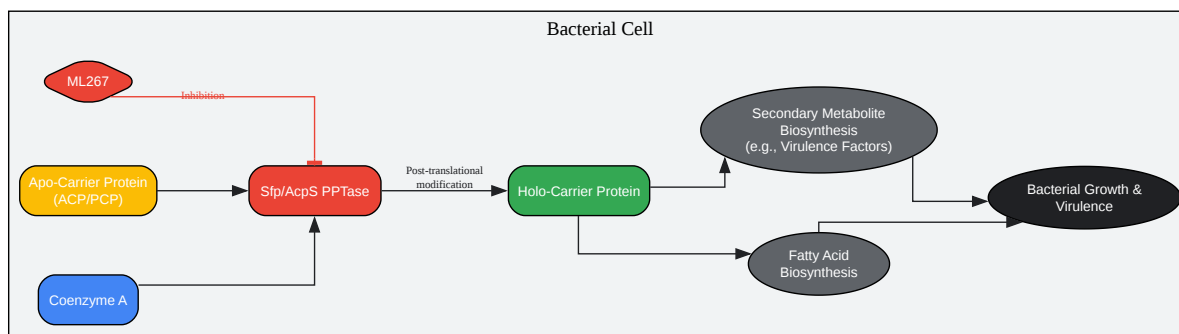 Bacterial Cell
ML267
Inhibition
Apo-Carrier Protein
(ACP/PCP)
Sfp/AcpS PPTase
Post-translational
modification
Holo-Carrier Protein
Secondary Metabolite
Biosynthesis
(e.g., Virulence Factors)
Bacterial Growth &
Virulence
Fatty Acid
Biosynthesis
Coenzyme A